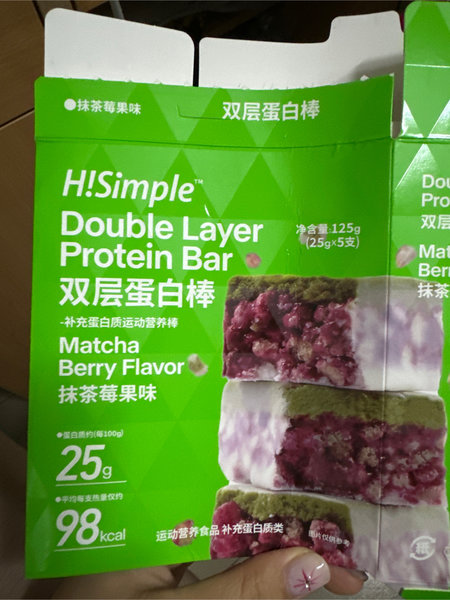 ●抹茶莓果味
双层蛋白棒
H!Simple™
Double Layer
Protein Bar
双层蛋白棒
-补充蛋白质运动营养棒
Matcha
Berry Flavor
抹茶莓果味
净含量:125g
(25g×5支)
●蛋白质约(每100g)
25g
●平均每支热量仅约
98kcal
运动营养食品 补充蛋白质类
图片仅供参考
纸
Dou
Prot
双层
Mat
Berr
抹茶